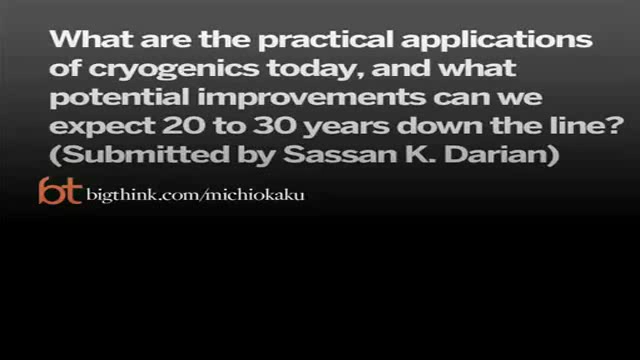 What are the practical applications
of cryogenics today, and what
potential improvements can we
expect 20 to 30 years down the line?
(Submitted by Sassan K. Darian)
bt bigthink.com/michiokaku